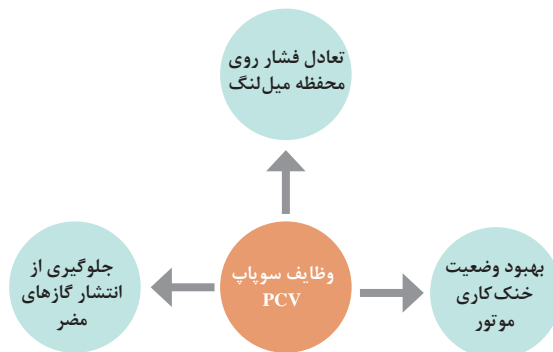 تعادل فشار روی
محفظه میل‌لنگ
وظایف سوپاپ
PCV
بهبود وضعیت
خنک‌کاری
موتور
جلوگیری از
انتشار گازهای
مضر